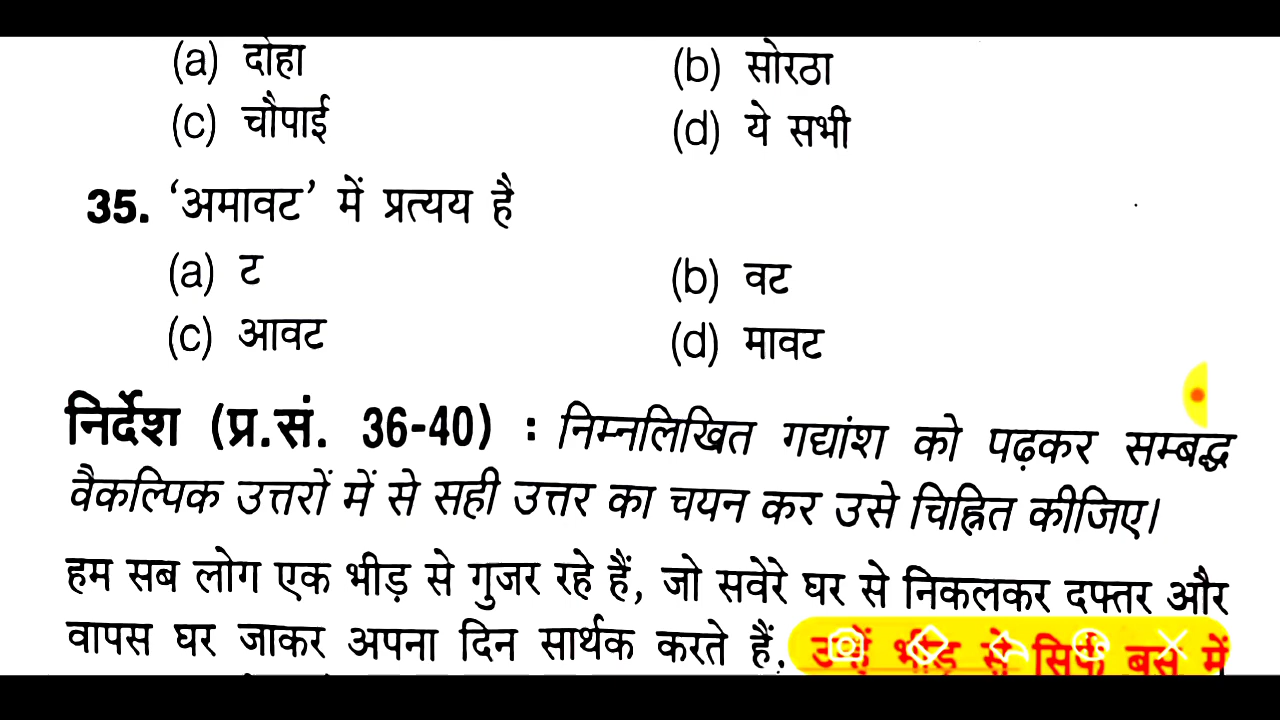 (a) दोहा (b) सोरठा
(c) चौपाई (d) ये सभी
35. ‘अमावट’ में प्रत्यय है
(a) ट (b) वट
(c) आवट (d) मावट
निर्देश (प्र.सं. 36-40) : निम्नलिखित गद्यांश को पढ़कर सम्बद्ध
वैकल्पिक उत्तरों में से सही उत्तर का चयन कर उसे चिह्नित कीजिए।
हम सब लोग एक भीड़ से गुजर रहे हैं, जो सवेरे घर से निकलकर दफ्तर और
वापस घर जाकर अपना दिन सार्थक करते हैं, उन्हें भीड़ से सिर्फ बस में